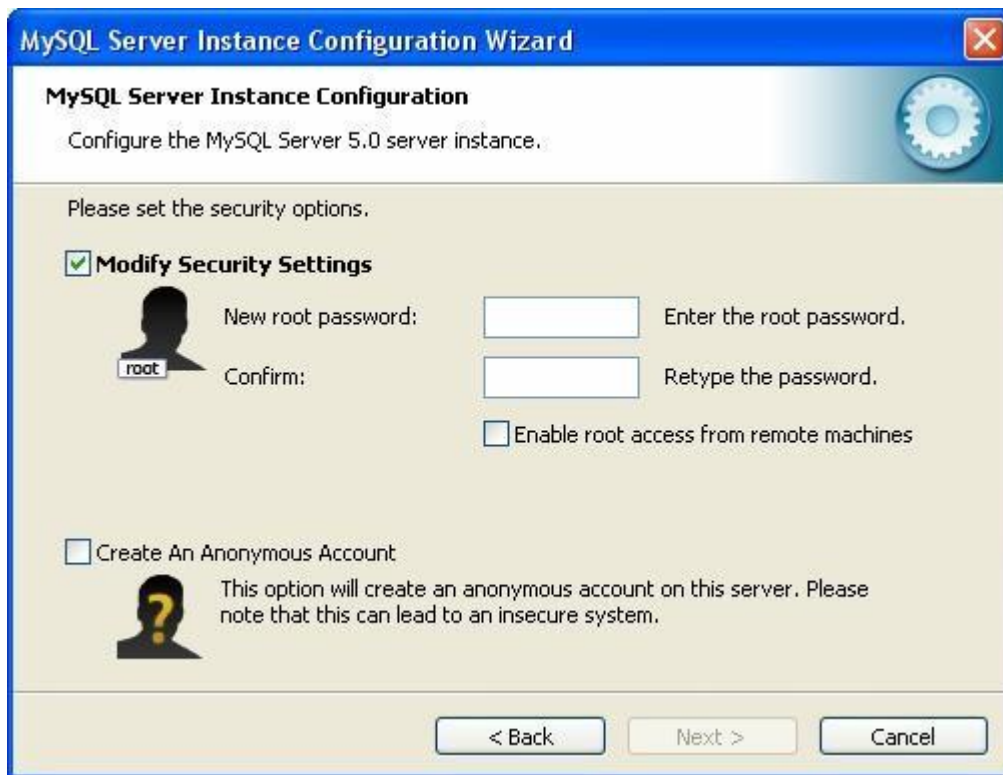 MySQL Server Instance Configuration Wizard
MySQL Server Instance Configuration
Configure the MySQL Server 5.0 server instance.
Please set the security options.
Modify Security Settings
New root password: Enter the root password.
root
Confirm: Retype the password.
Enable root access from remote machines
Create An Anonymous Account
?
This option will create an anonymous account on this server. Please
note that this can lead to an insecure system.
< Back Next > Cancel